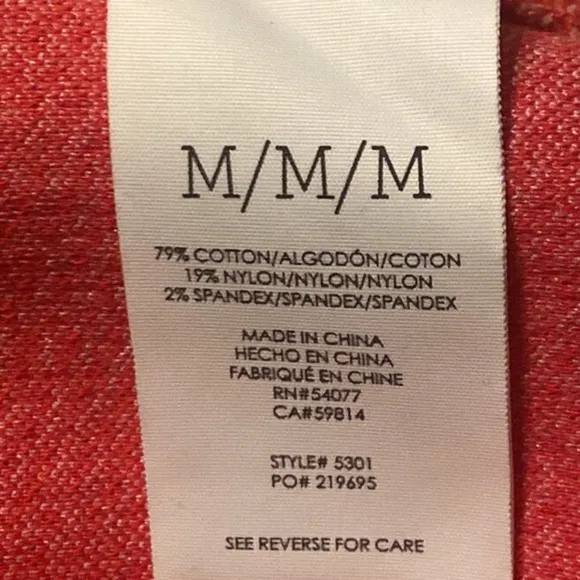 M/M/M
79% COTTON/ALGODÓN/COTON
19% NYLON/NYLON/NYLON
2% SPANDEX/SPANDEX/SPANDEX
MADE IN CHINA
HECHO EN CHINA
FABRIQUÉ EN CHINE
RN#54077
CA#59814
STYLE# 5301
PO# 219695
SEE REVERSE FOR CARE